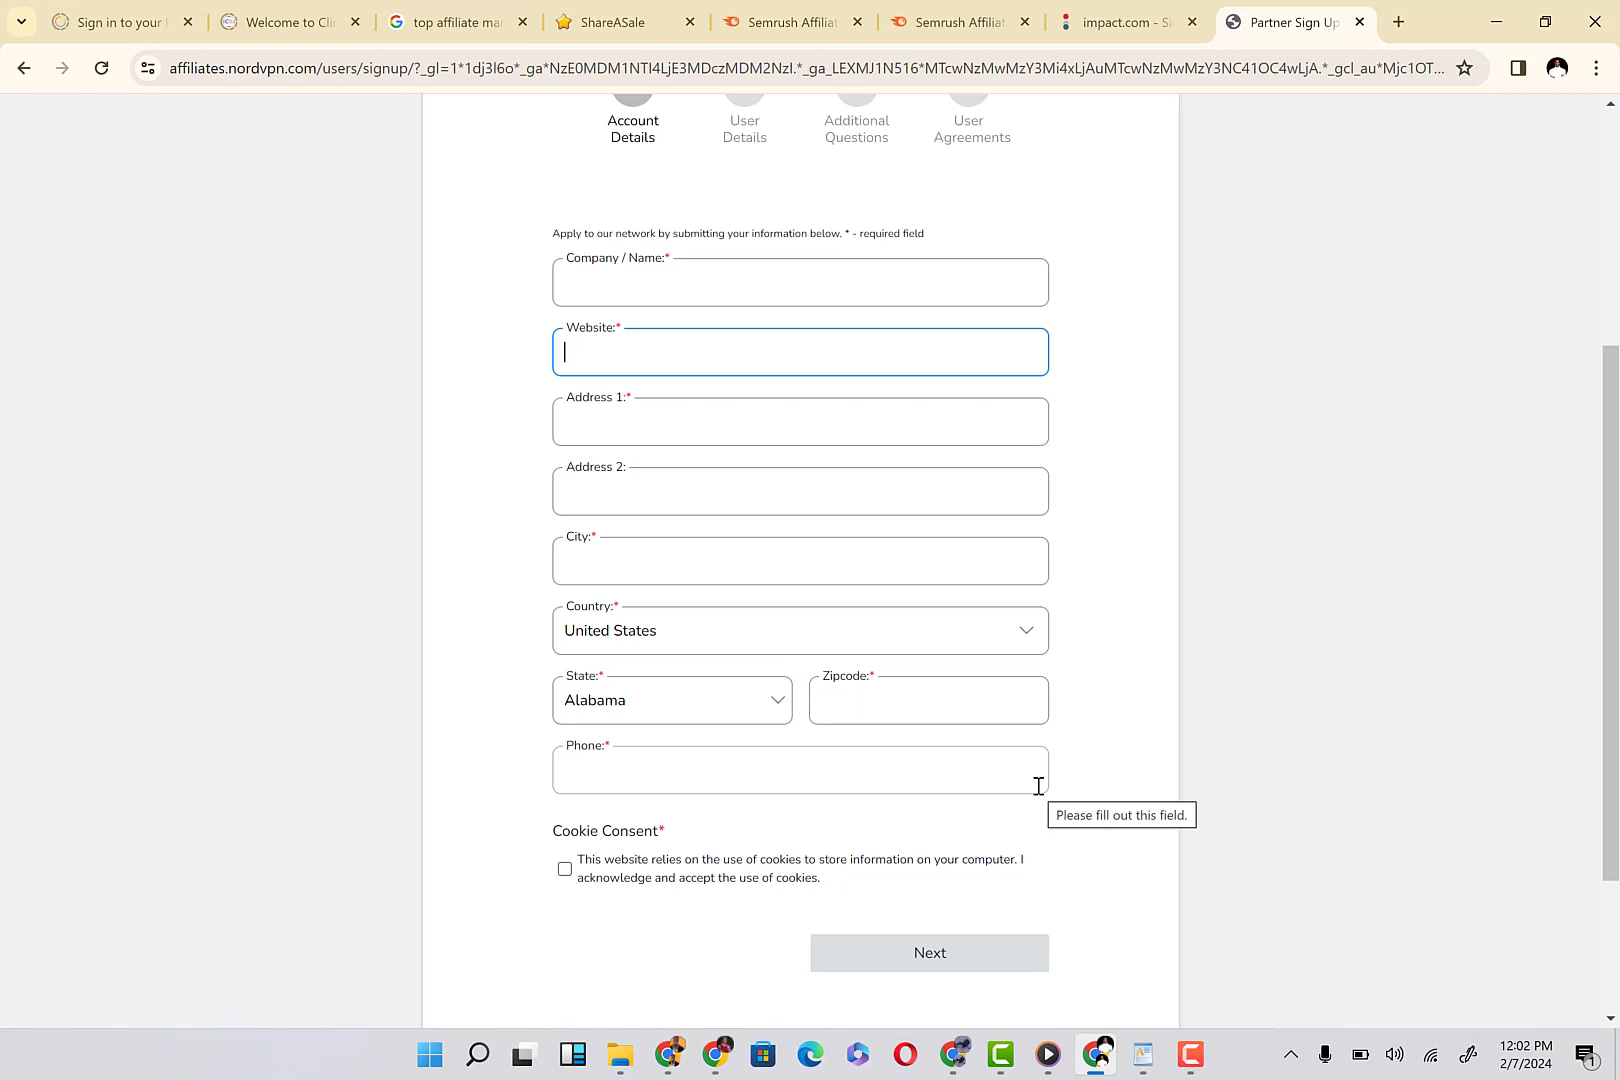 Sign in to your
Welcome to Cli
top affiliate mar
ShareASale
Semrush Affiliat
Semrush Affiliat
impact.com - Si
Partner Sign Up
affiliates.nordvpn.com/users/signup/?_gl=1*1dj3l6o*_ga*NzE0MDM1NTI4LjE3MDczMDM2NzI.*_ga_LEXMJ1N516*MTcwNzMwMzY3Mi4xLjAuMTcwNzMwMzY3NC41OC4wLjA.*_gcl_au*Mjc1OT...
Account
Details
User
Details
Additional
Questions
User
Agreements
Apply to our network by submitting your information below. * - required field
Company / Name:*
Website:*
Address 1:*
Address 2:
City:*
Country:*
United States
State:*
Zipcode:*
Alabama
Phone:*
Please fill out this field.
Cookie Consent*
This website relies on the use of cookies to store information on your computer. I
acknowledge and accept the use of cookies.
Next
12:02 PM
2/7/2024
1